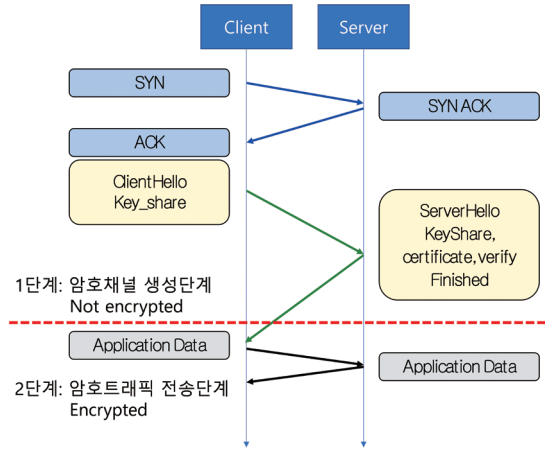 Client
Server
SYN
SYN ACK
ACK
ClientHello
Key_share
ServerHello
KeyShare,
certificate,verify
Finished
1단계: 암호채널 생성단계
Not encrypted
Application Data
Application Data
2단계: 암호트래픽 전송단계
Encrypted